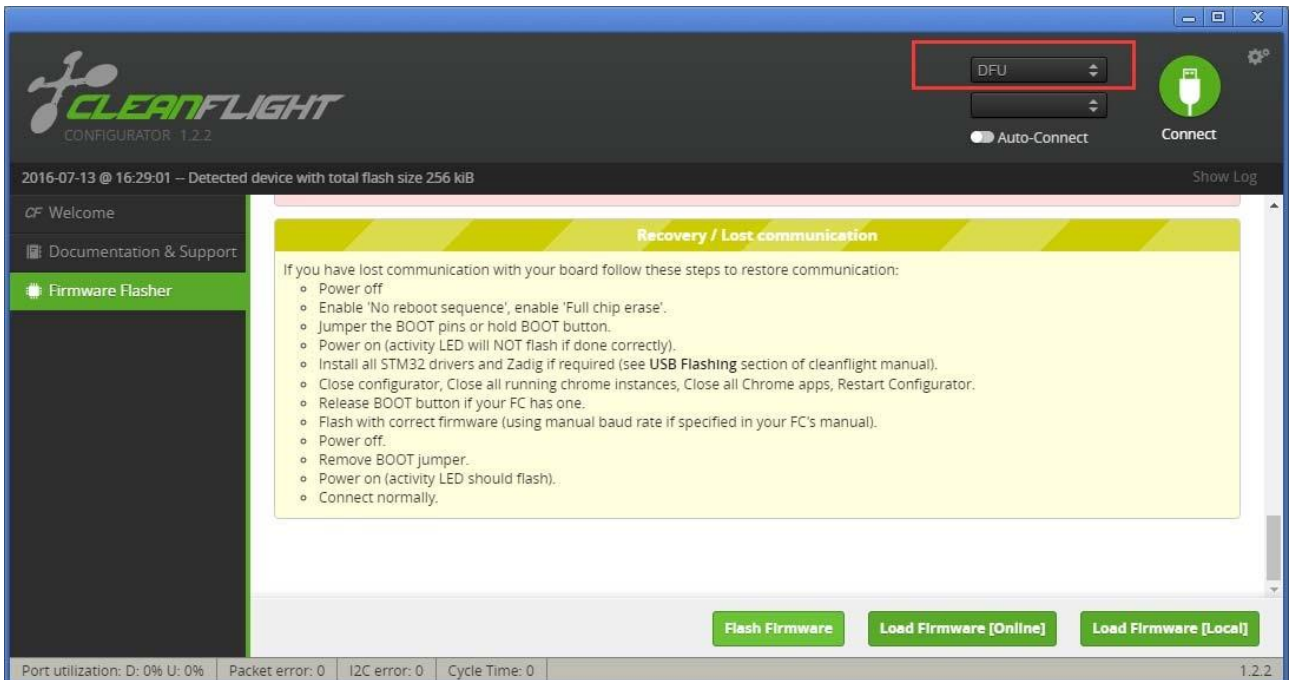 DFU
CLEANFLIGHT
CONFIGURATOR 1.2.2
Auto-Connect
Connect
2016-07-13 @ 16:29:01 -- Detected device with total flash size 256 kiB
Show Log
CF Welcome
Documentation & Support
Firmware Flasher
Recovery / Lost communication
If you have lost communication with your board follow these steps to restore communication:
Power off
Enable 'No reboot sequence', enable 'Full chip erase'.
Jumper the BOOT pins or hold BOOT button.
Power on (activity LED will NOT flash if done correctly).
Install all STM32 drivers and Zadig if required (see USB Flashing section of cleanflight manual).
Close configurator, Close all running chrome instances, Close all Chrome apps, Restart Configurator.
Release BOOT button if your FC has one.
Flash with correct firmware (using manual baud rate if specified in your FC's manual).
Power off.
Remove BOOT jumper.
Power on (activity LED should flash).
Connect normally.
Flash Firmware
Load Firmware [Online]
Load Firmware [Local]
Port utilization: D: 0% U: 0%
Packet error: 0
I2C error: 0
Cycle Time: 0
1.2.2